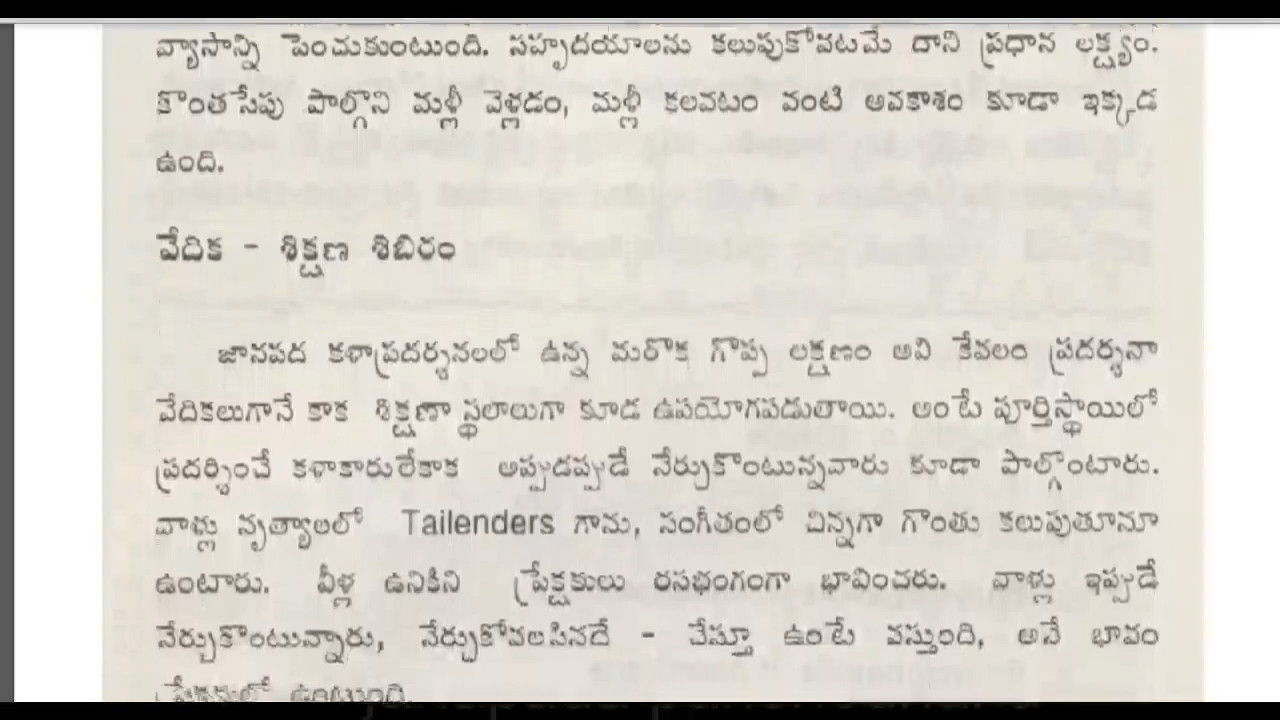 వ్యాసాన్ని పెంచుకుంటుంది. సహృదయాలను కలుపుకోవటమే దాని ప్రధాన లక్ష్యం.
కొంతసేపు పాల్గొని మళ్లీ వెళ్లడం, మళ్లీ కలవటం వంటి అవకాశం కూడా ఇక్కడ
ఉంది.
వేదిక - శిక్షణ శిబిరం
జానపద కళాప్రదర్శనలలో ఉన్న మరొక గొప్ప లక్షణం అవి కేవలం ప్రదర్శనా
వేదికలుగానే కాక శిక్షణా స్థలాలుగా కూడ ఉపయోగపడుతాయి. అంటే పూర్తిస్థాయిలో
ప్రదర్శించే కళాకారులేకాక అప్పుడప్పుడే నేర్చుకొంటున్నవారు కూడా పాల్గొంటారు.
వాళ్లు నృత్యాలలో Tailenders గాను, సంగీతంలో చిన్నగా గొంతు కలుపుతూనూ
ఉంటారు. వీళ్ల ఉనికిని ప్రేక్షకులు రసభంగంగా భావించరు. వాళ్లు ఇప్పుడే
నేర్చుకొంటున్నారు, నేర్చుకోవలసినదే - చేస్తూ ఉంటే వస్తుంది, అనే భావం
ప్రేక్షకుల్లో ఉంటుంది.